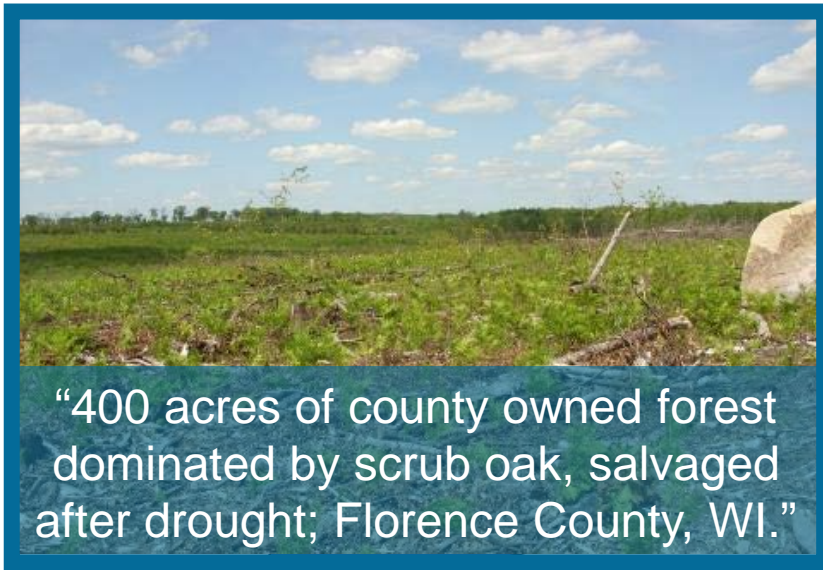 “400 acres of county owned forest
dominated by scrub oak, salvaged
after drought; Florence County, WI.”